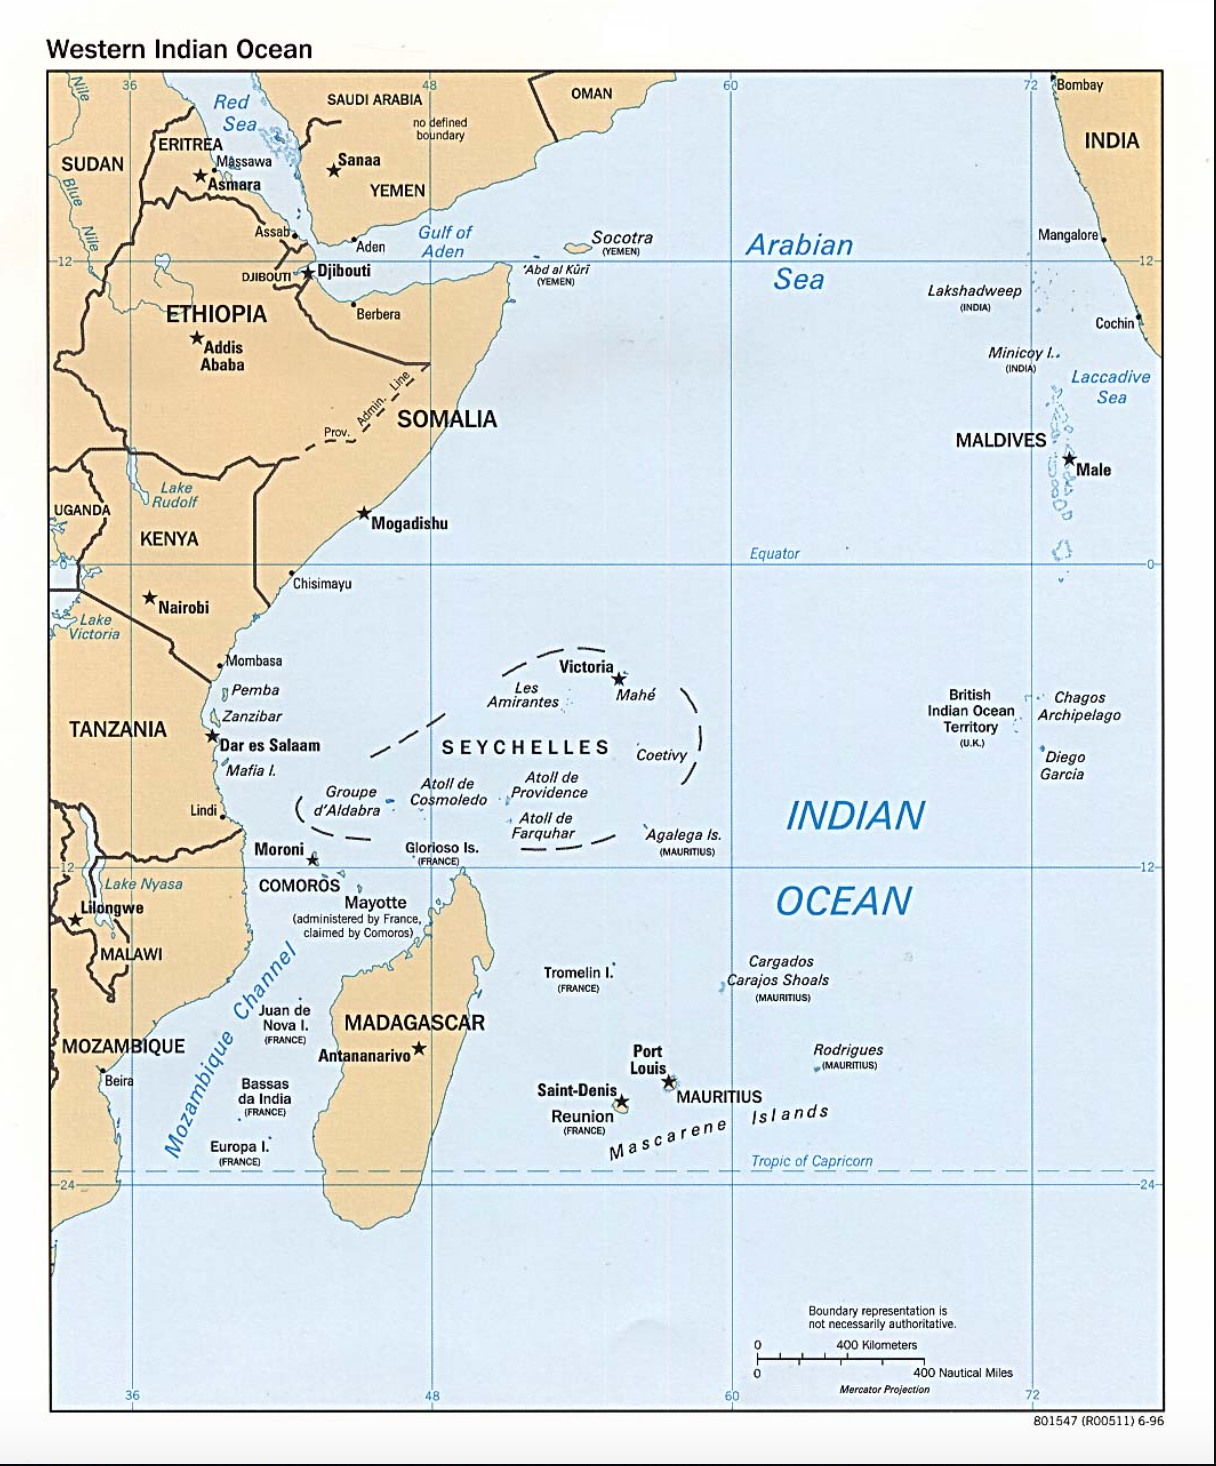 Western Indian Ocean
36
48
60
72
Nile
Red
Sea
SAUDI ARABIA
no defined
boundary
OMAN
Bombay
INDIA
SUDAN
ERITREA
Massawa
Asmara
Sanaa
YEMEN
Blue
Nile
Assab
Aden
Gulf of
Aden
Socotra
(YEMEN)
'Abd al Kūrī
(YEMEN)
Arabian
Sea
Mangalore
12
12
DJIBOUTI
Djibouti
Berbera
Lakshadweep
(INDIA)
Cochin
ETHIOPIA
Addis
Ababa
Minicoy I.
(INDIA)
Laccadive
Sea
Prov. Admin. Line
SOMALIA
MALDIVES
Male
Lake
Rudolf
UGANDA
KENYA
Mogadishu
Equator
0
0
Chisimayu
Nairobi
Lake
Victoria
Mombasa
Pemba
Zanzibar
TANZANIA
Dar es Salaam
Mafia I.
Lindi
Victoria
Les
Amirantes
Mahé
SEYCHELLES
Coetivy
British
Indian Ocean
Territory
(U.K.)
Chagos
Archipelago
Diego
Garcia
Groupe
d'Aldabra
Atoll de
Cosmoledo
Atoll de
Providence
Atoll de
Farquhar
Agalega Is.
(MAURITIUS)
INDIAN
OCEAN
Moroni
Glorioso Is.
(FRANCE)
12
12
COMOROS
Mayotte
(administered by France,
claimed by Comoros)
Lake Nyasa
Lilongwe
MALAWI
Mozambique Channel
Juan de
Nova I.
(FRANCE)
MADAGASCAR
Antananarivo
Tromelin I.
(FRANCE)
Cargados
Carajos Shoals
(MAURITIUS)
MOZAMBIQUE
Beira
Bassas
da India
(FRANCE)
Europa I.
(FRANCE)
Port
Louis
MAURITIUS
Rodrigues
(MAURITIUS)
Saint-Denis
Reunion
(FRANCE)
Mascarene Islands
Tropic of Capricorn
24
24
Boundary representation is
not necessarily authoritative.
0 400 Kilometers
0 400 Nautical Miles
Mercator Projection
36
48
60
72
801547 (R00511) 6-96